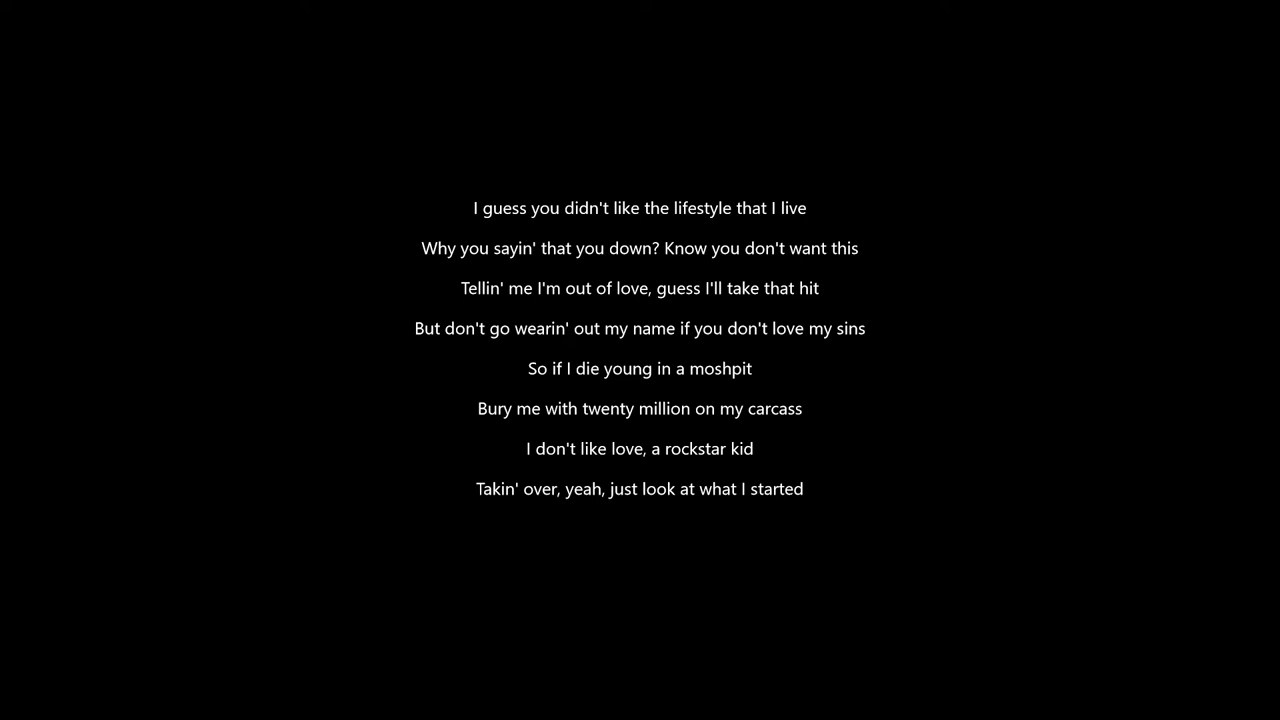 I guess you didn't like the lifestyle that I live
Why you sayin' that you down? Know you don't want this
Tellin' me I'm out of love, guess I'll take that hit
But don't go wearin' out my name if you don't love my sins
So if I die young in a moshpit
Bury me with twenty million on my carcass
I don't like love, a rockstar kid
Takin' over, yeah, just look at what I started